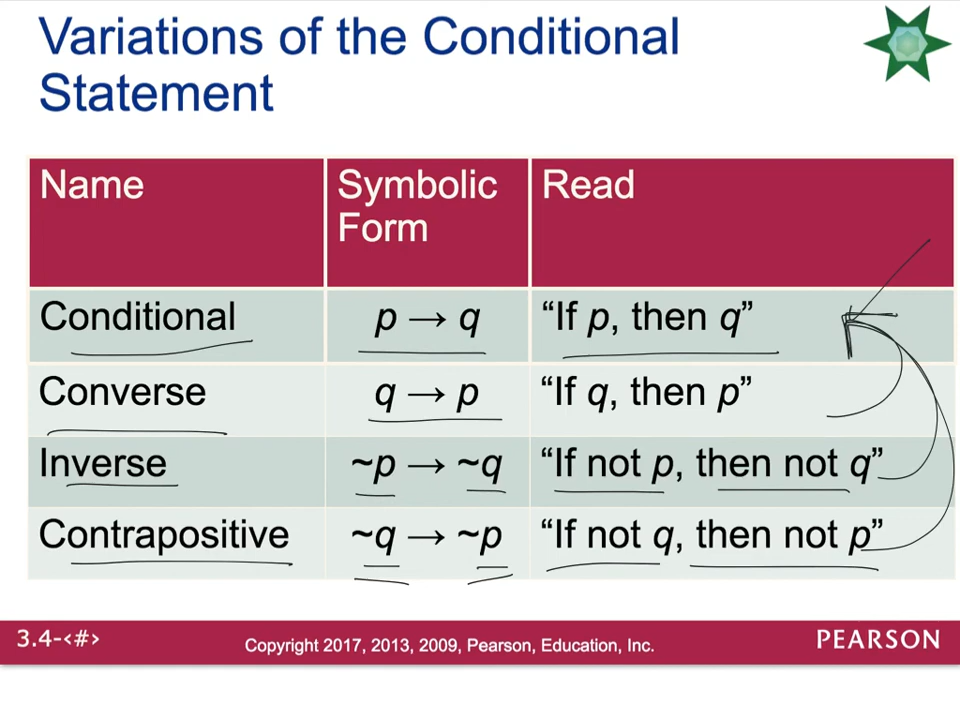 Variations of the Conditional
Statement
Name Symbolic Form Read
Conditional p → q “If p, then q”
Converse q → p “If q, then p”
Inverse ~p → ~q “If not p, then not q”
Contrapositive ~q → ~p “If not q, then not p”
3.4-<#> Copyright 2017, 2013, 2009, Pearson, Education, Inc. PEARSON